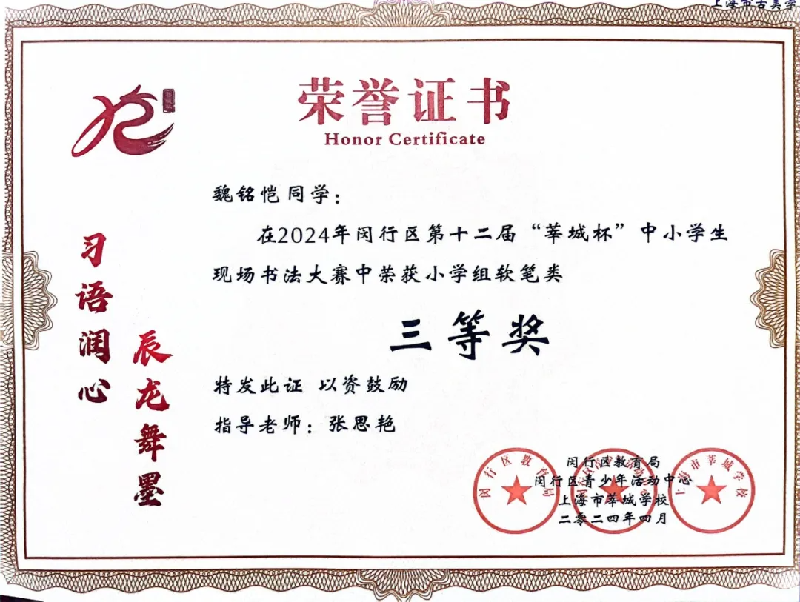 上海市古美学
荣誉证书
Honor Certificate
魏铭恺同学：
在2024年闵行区第十二届“莘城杯”中小学生
现场书法大赛中荣获小学组软笔类
三等奖
特发此证 以资鼓励
指导老师：张思艳
习语润心
辰龙舞墨
闵行区教育局
闵行区青少年活动中心
上海市莘城学校
二零二四年四月
闵行区教育局
上海市莘城学校